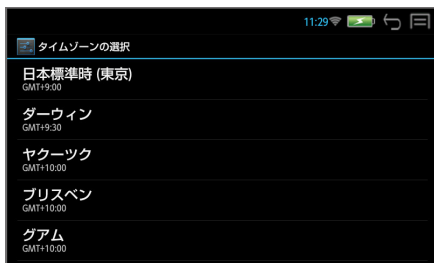 11:29
タイムゾーンの選択
日本標準時 (東京)
GMT+9:00
ダーウィン
GMT+9:30
ヤクーツク
GMT+10:00
ブリスベン
GMT+10:00
グアム
GMT+10:00